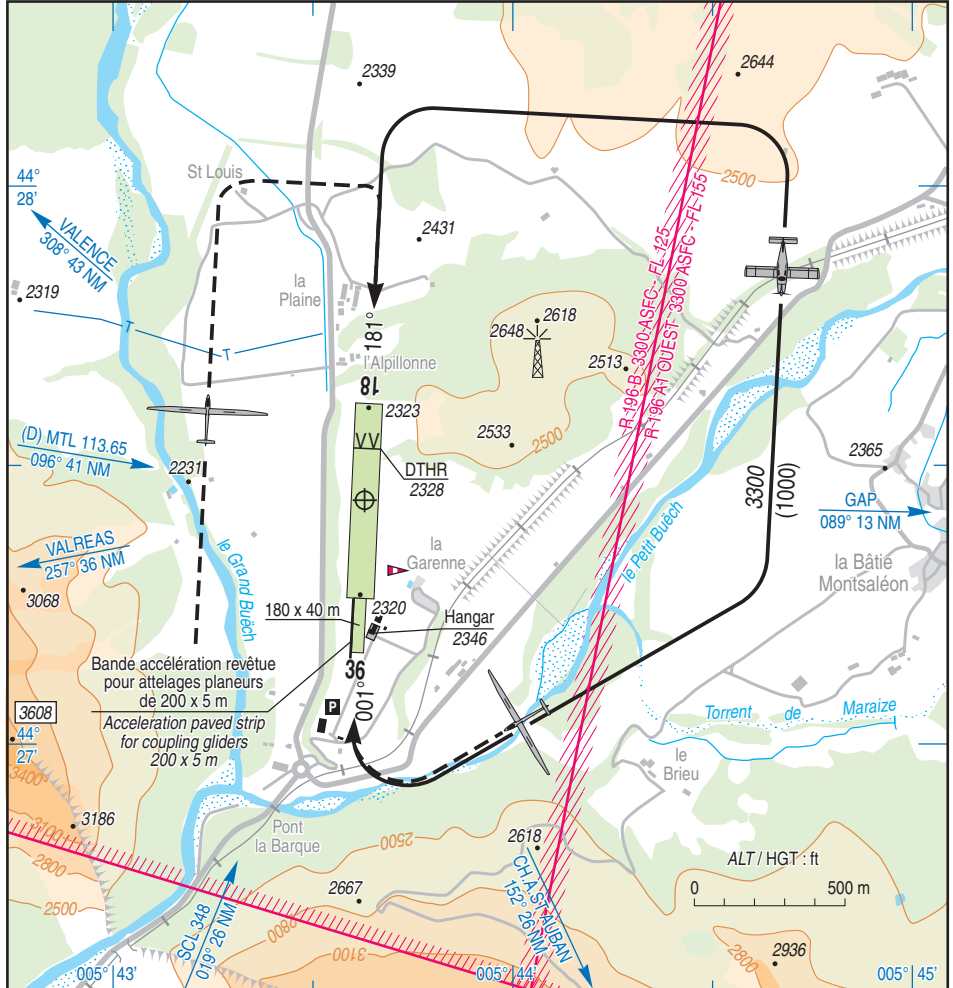 2339
2644
St Louis
2500
44°
28'
VALENCE
308° 43 NM
2431
2319
la
Plaine
T
T
181°
l'Alpillonne
18
2618
2648
2513
2533
2500
R 196 B 3300 ASFC - FL 125
R 196 A1 OUEST 3300 ASFC - FL 155
2323
DTHR
2328
(D) MTL 113.65
096° 41 NM
2231
2365
3300
(1000)
GAP
089° 13 NM
VALREAS
257° 36 NM
3068
le Grand Buëch
la
Garenne
le Petit Buëch
la Bâtie
Montsaléon
180 x 40 m
2320
Hangar
2346
36
001°
Bande accélération revêtue
pour attelages planeurs
de 200 x 5 m
Acceleration paved strip
for coupling gliders
200 x 5 m
P
3608
44°
27'
Torrent de Maraize
le
Brieu
3400
3100
2800
2500
3186
Pont
la Barque
2500
2618
2667
2800
3100
SCL 348
019° 26 NM
CH.A.ST AUBAN
152° 26 NM
ALT / HGT : ft
0 500 m
2936
2800
005° 43'
005° 44'
005° 45'